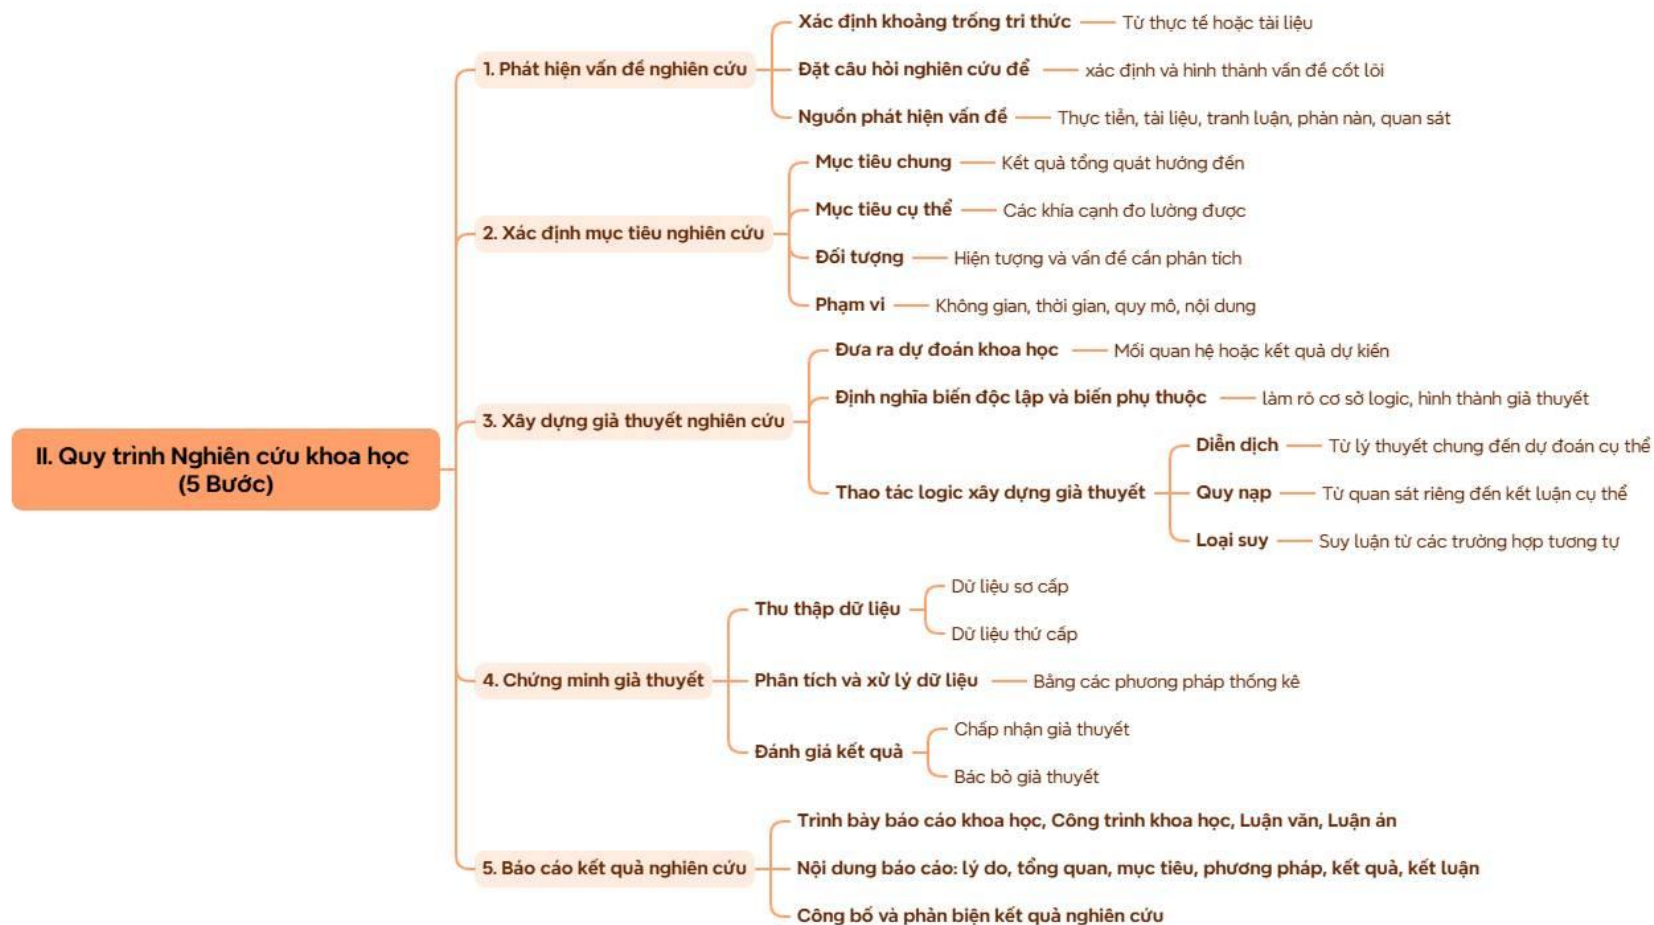 II. Quy trình Nghiên cứu khoa học
(5 Bước)
1. Phát hiện vấn đề nghiên cứu
Xác định khoảng trống tri thức
Từ thực tế hoặc tài liệu
Đặt câu hỏi nghiên cứu để
xác định và hình thành vấn đề cốt lõi
Nguồn phát hiện vấn đề
Thực tiễn, tài liệu, tranh luận, phàn nàn, quan sát
2. Xác định mục tiêu nghiên cứu
Mục tiêu chung
Kết quả tổng quát hướng đến
Mục tiêu cụ thể
Các khía cạnh đo lường được
Đối tượng
Hiện tượng và vấn đề cần phân tích
Phạm vi
Không gian, thời gian, quy mô, nội dung
3. Xây dựng giả thuyết nghiên cứu
Đưa ra dự đoán khoa học
Mối quan hệ hoặc kết quả dự kiến
Định nghĩa biến độc lập và biến phụ thuộc
làm rõ cơ sở logic, hình thành giả thuyết
Thao tác logic xây dựng giả thuyết
Diễn dịch
Từ lý thuyết chung đến dự đoán cụ thể
Quy nạp
Từ quan sát riêng đến kết luận cụ thể
Loại suy
Suy luận từ các trường hợp tương tự
4. Chứng minh giả thuyết
Thu thập dữ liệu
Dữ liệu sơ cấp
Dữ liệu thứ cấp
Phân tích và xử lý dữ liệu
Bằng các phương pháp thống kê
Đánh giá kết quả
Chấp nhận giả thuyết
Bác bỏ giả thuyết
5. Báo cáo kết quả nghiên cứu
Trình bày báo cáo khoa học, Công trình khoa học, Luận văn, Luận án
Nội dung báo cáo: lý do, tổng quan, mục tiêu, phương pháp, kết quả, kết luận
Công bố và phản biện kết quả nghiên cứu